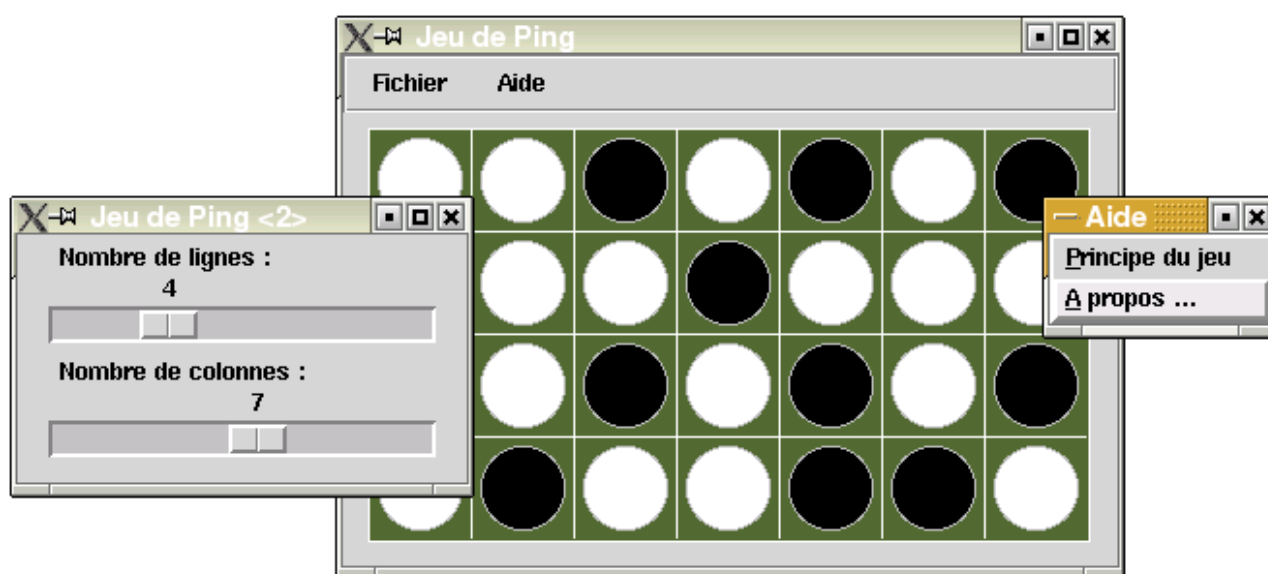 Jeu de Ping
Fichier Aide
Jeu de Ping <2>
Nombre de lignes :
4
Nombre de colonnes :
7
Aide
Principe du jeu
A propos ...